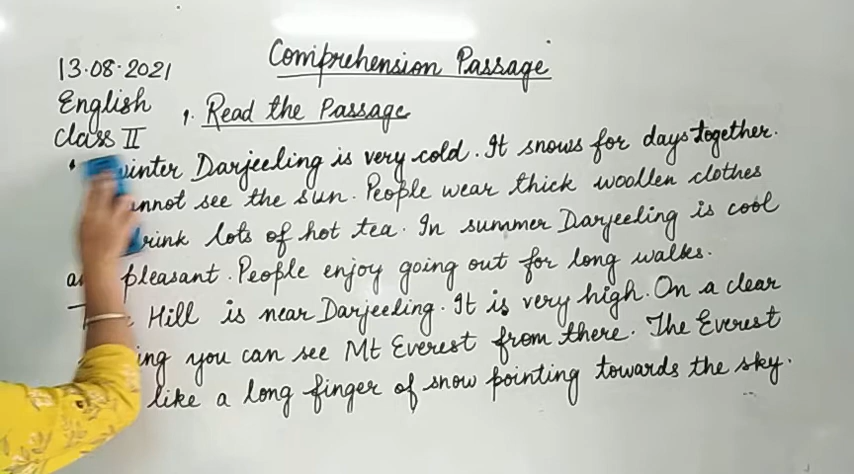 Comprehension Passage
13.08.2021
English
Class II
1. Read the Passage
winter Darjeeling is very cold. It snows for days together.
see the sun. People wear thick woollen clothes
lots of hot tea. In summer Darjeeling is cool
pleasant. People enjoy going out for long walks.
Hill is near Darjeeling. It is very high. On a clear
you can see Mt Everest from there. The Everest
like a long finger of snow pointing towards the sky.